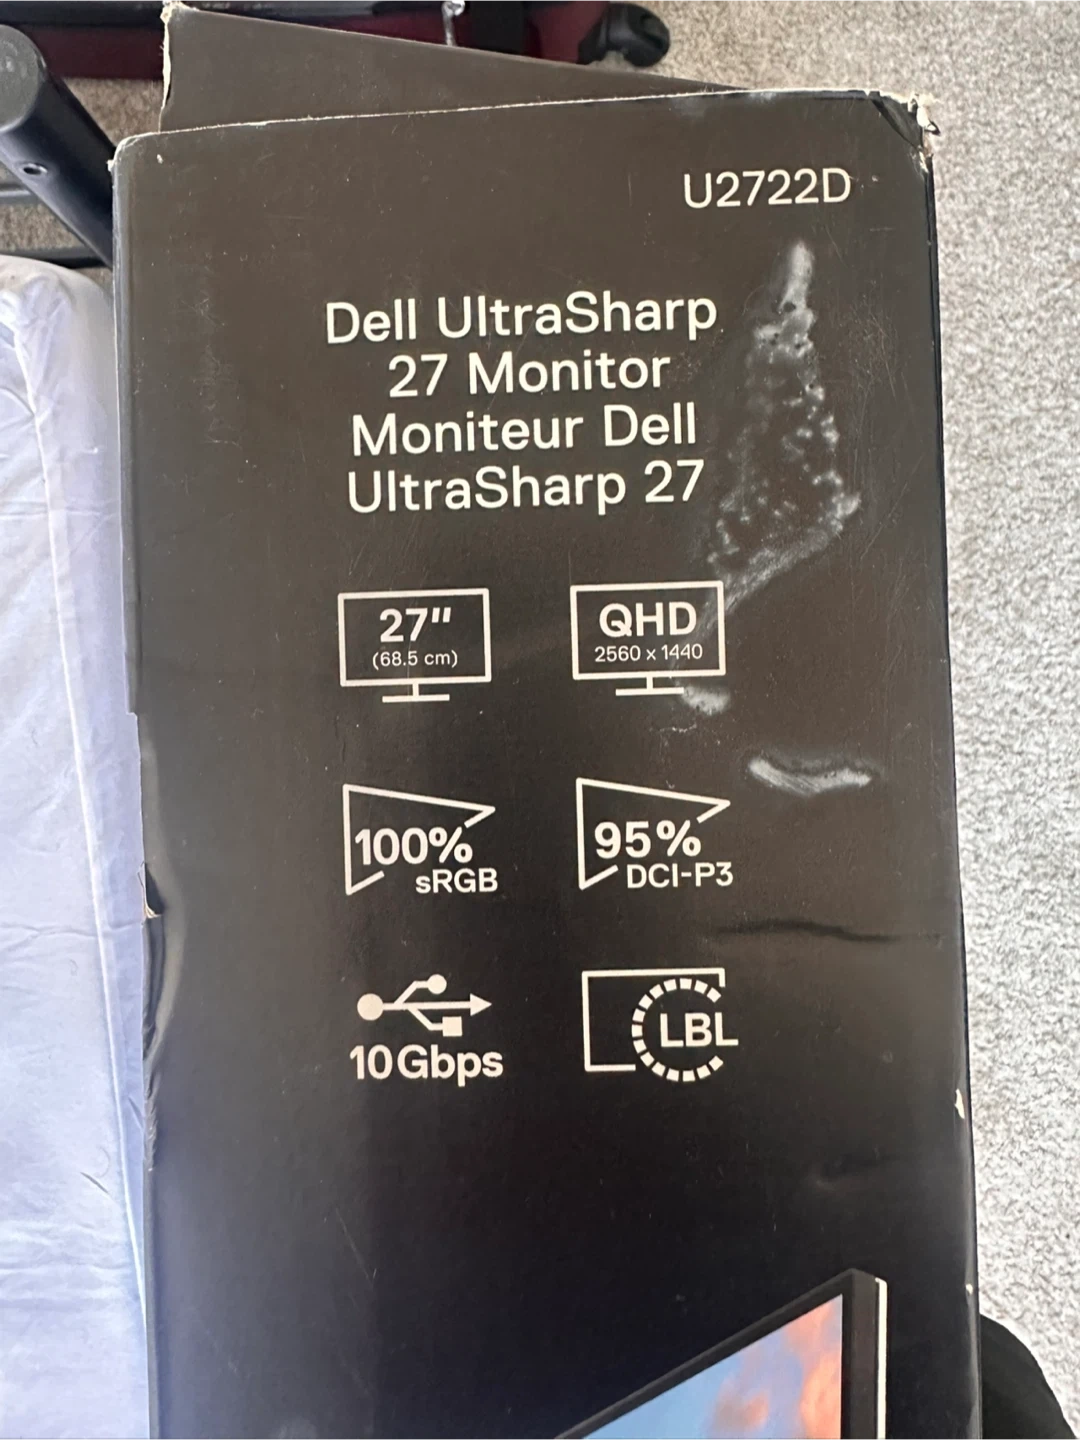 U2722D
Dell UltraSharp
27 Monitor
Moniteur Dell
UltraSharp 27
27"
(68.5 cm)
QHD
2560 x 1440
100%
sRGB
95%
DCI-P3
10Gbps
LBL